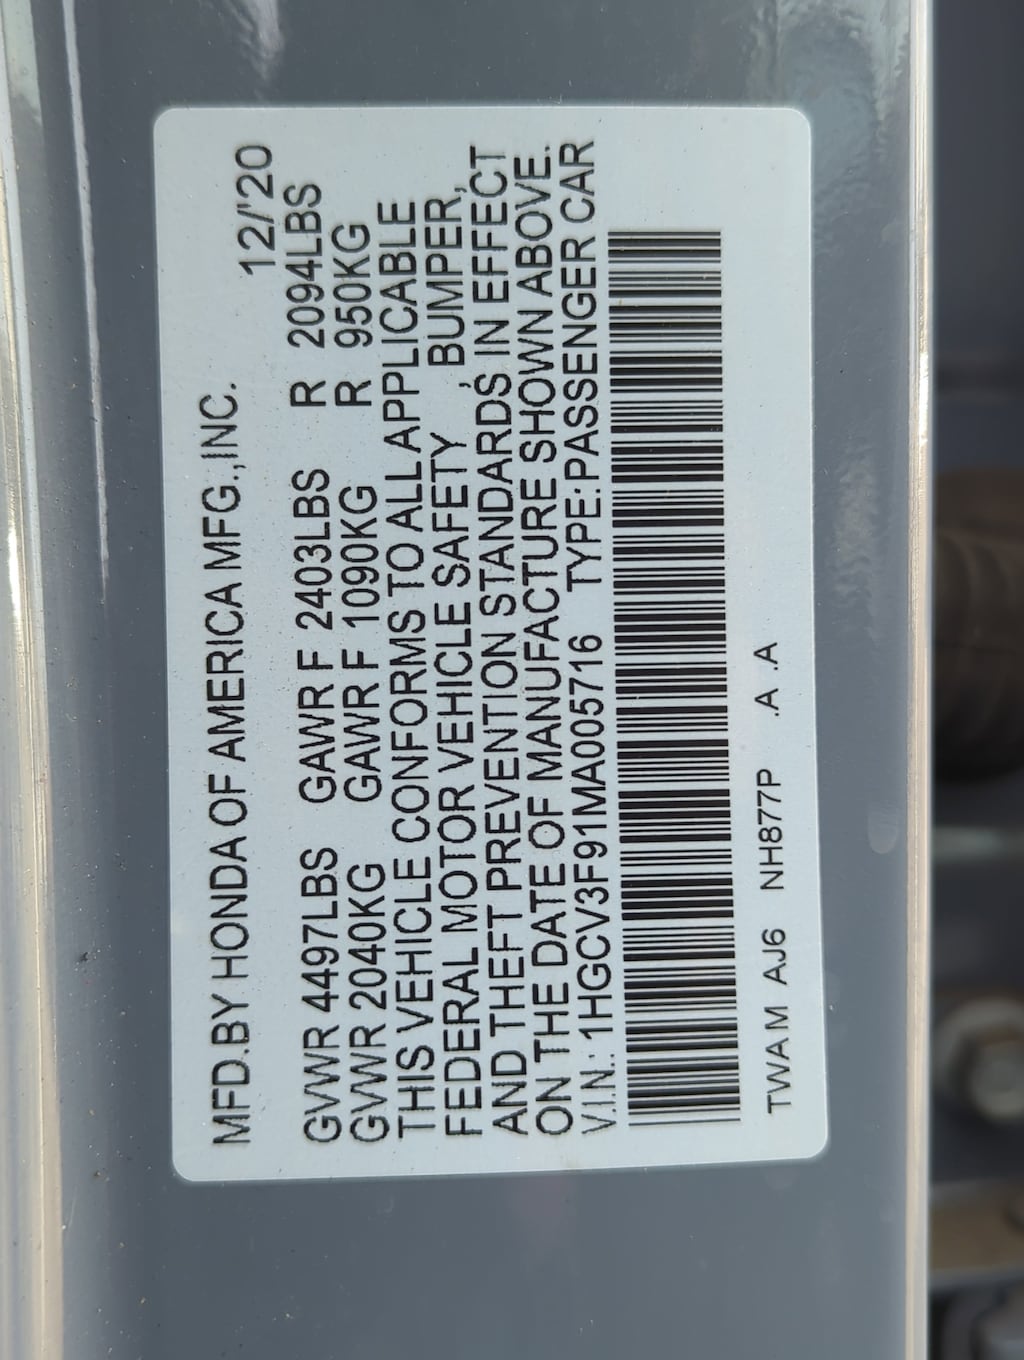 MFD.BY HONDA OF AMERICA MFG.,INC. 12/'20
GVWR 4497LBS GAWR F 2403LBS R 2094LBS
GVWR 2040KG GAWR F 1090KG R 950KG
THIS VEHICLE CONFORMS TO ALL APPLICABLE
FEDERAL MOTOR VEHICLE SAFETY, BUMPER,
AND THEFT PREVENTION STANDARDS IN EFFECT
ON THE DATE OF MANUFACTURE SHOWN ABOVE.
V.I.N.: 1HGCV3F91MA005716 TYPE:PASSENGER CAR
TWAM AJ6 NH877P .A .A